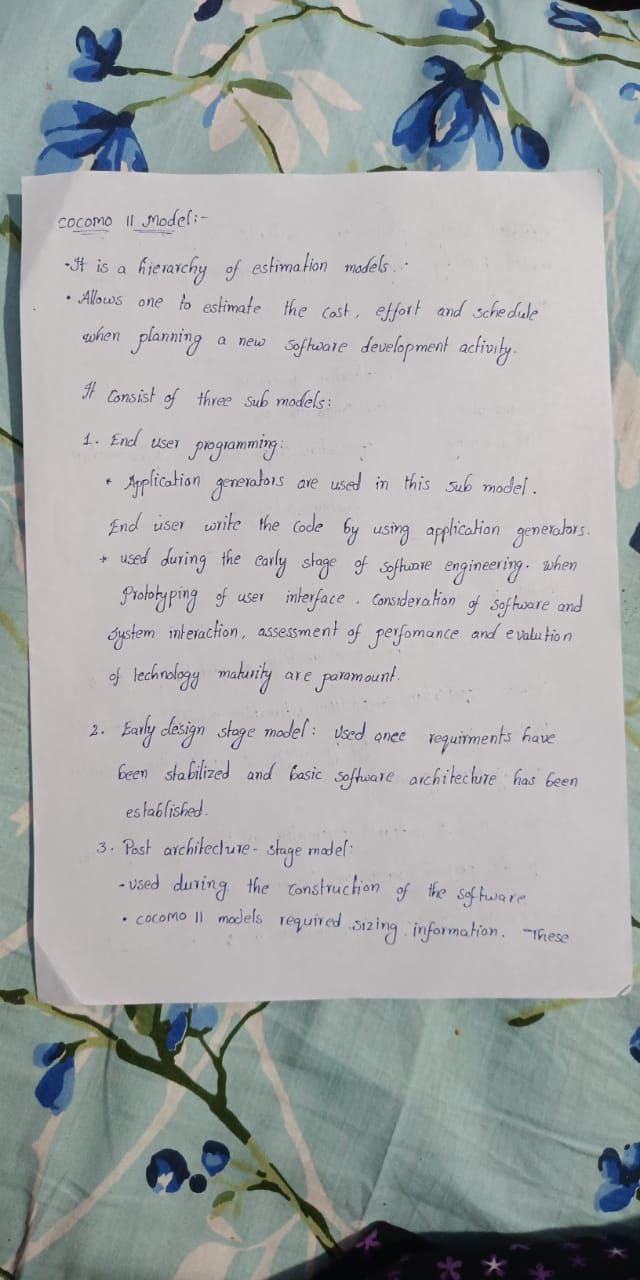 COCOMO II Model:-
-It is a hierarchy of estimation models..
• Allows one to estimate the cost, effort and schedule
when planning a new software development activity.
It Consist of three sub models:
1. End user programming:
* Application generators are used in this sub model.
End user write the code by using application generators.
* used during the early stage of software engineering. when
Prototyping of user interface. Consideration of software and
System interaction, assessment of perfomance and evalution
of technology maturity are paramount.
2. Early design stage model: Used once requirments have
been stabilized and basic software architecture has been
established.
3. Post architecture- stage model:
-used during the construction of the software
• COCOMO II models required sizing information. These